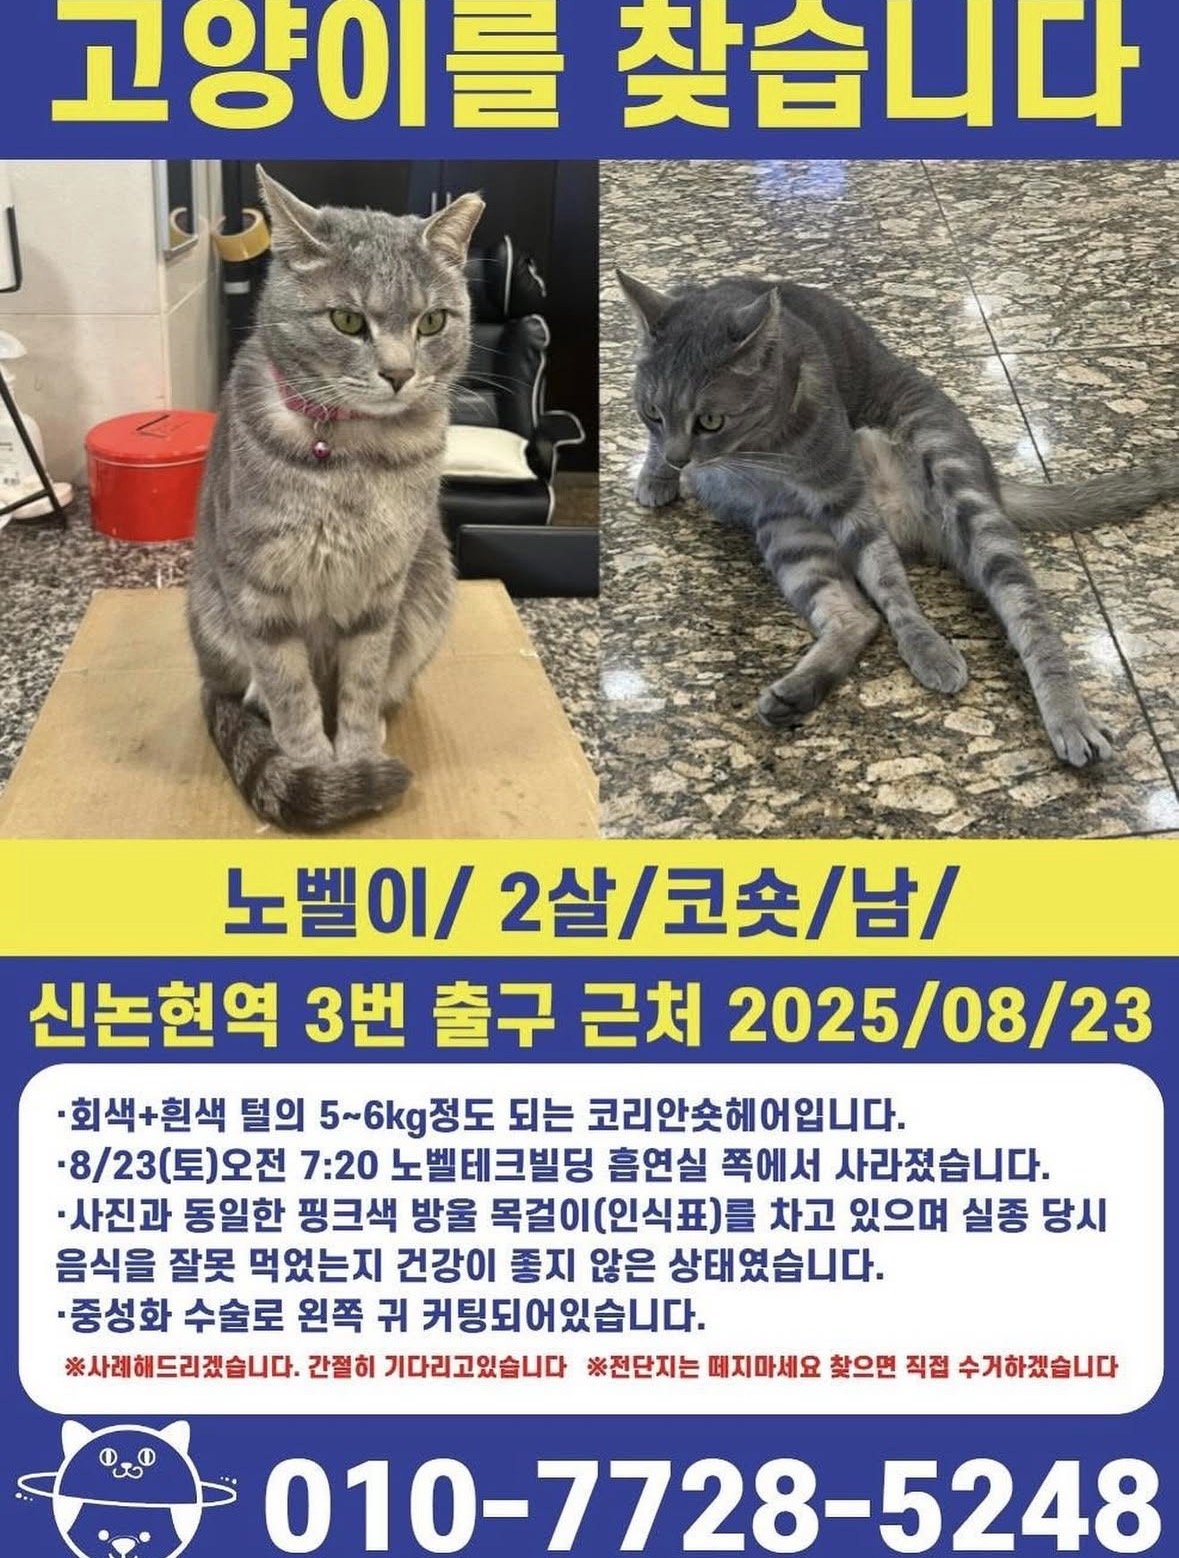 고양이를 찾습니다
노벨이/ 2살/코숏/남/
신논현역 3번 출구 근처 2025/08/23
·회색+흰색 털의 5~6kg정도 되는 코리안숏헤어입니다.
·8/23(토)오전 7:20 노벨테크빌딩 흡연실 쪽에서 사라졌습니다.
·사진과 동일한 핑크색 방울 목걸이(인식표)를 차고 있으며 실종 당시
음식을 잘못 먹었는지 건강이 좋지 않은 상태였습니다.
·중성화 수술로 왼쪽 귀 커팅되어있습니다.
※사례해드리겠습니다. 간절히 기다리고있습니다 ※전단지는 떼지마세요 찾으면 직접 수거하겠습니다
010-7728-5248